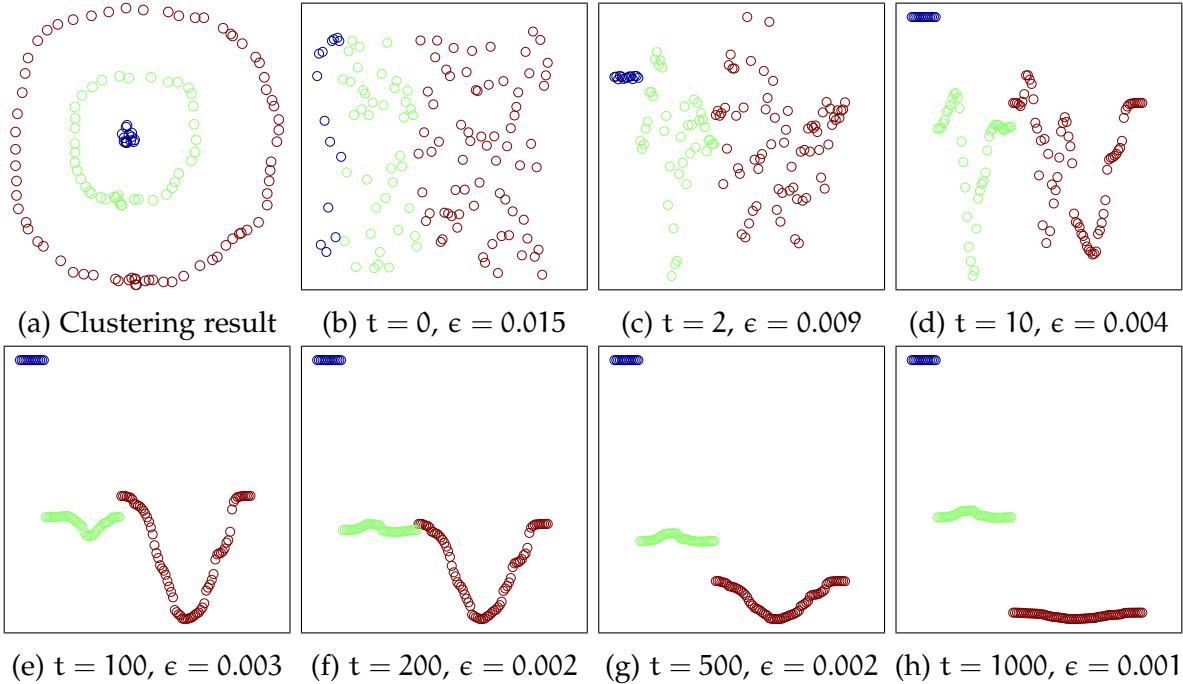 (a) Clustering result
(b) t = 0, ϵ = 0.015
(c) t = 2, ϵ = 0.009
(d) t = 10, ϵ = 0.004
(e) t = 100, ϵ = 0.003
(f) t = 200, ϵ = 0.002
(g) t = 500, ϵ = 0.002
(h) t = 1000, ϵ = 0.001